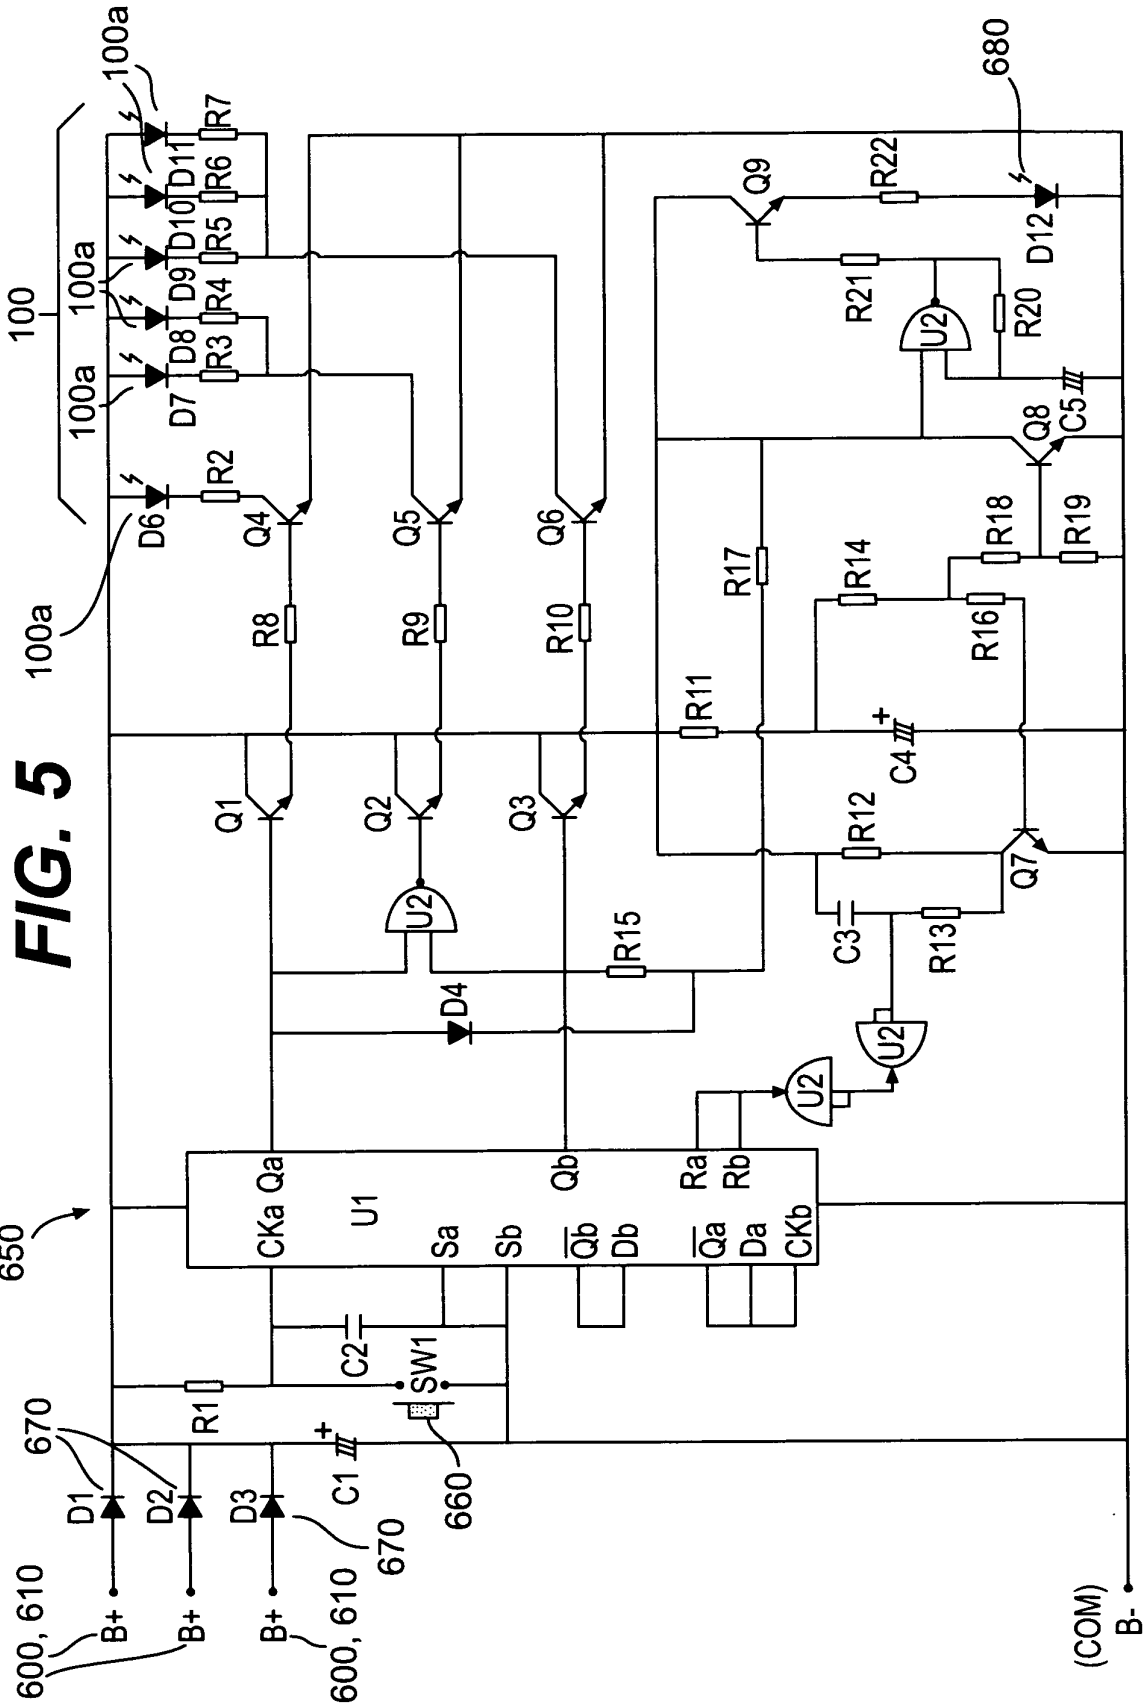 FIG. 5
650
100
100a
100a
100a
100a
600, 610
B+
B+
B+
600, 610
D1
D2
D3
670
670
R1
C1
+
C2
SW1
660
CKa
Qa
U1
Sa
Sb
Qb
Qb
Db
Ra
Rb
Qa
Da
CKb
D4
U2
R15
Q1
Q2
Q3
R8
R9
R10
Q4
Q5
Q6
D6
R2
D7
R3
D8
R4
D9
R5
D10
R6
D11
R7
R11
R17
U2
U2
C3
R13
R12
Q7
C4
+
R14
R16
R18
R19
Q8
C5
U2
R20
R21
Q9
R22
D12
680
(COM)
B-